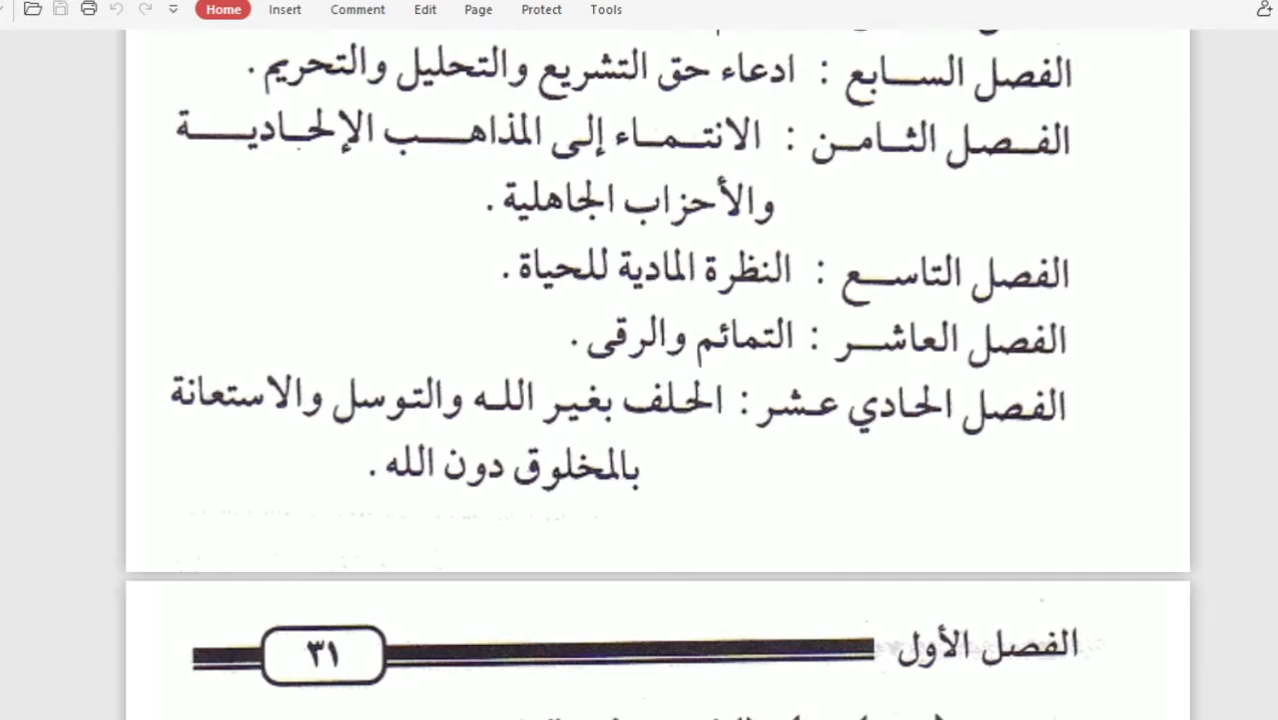 Home Insert Comment Edit Page Protect Tools
الفصل السابع : ادعاء حق التشريع والتحليل والتحريم .
الفصل الثامن : الانتماء إلى المذاهب الإلحادية
والأحزاب الجاهلية .
الفصل التاسع : النظرة المادية للحياة .
الفصل العاشر : التمائم والرقى .
الفصل الحادي عشر : الحلف بغير الله والتوسل والاستعانة
بالمخلوق دون الله .
الفصل الأول ٣١